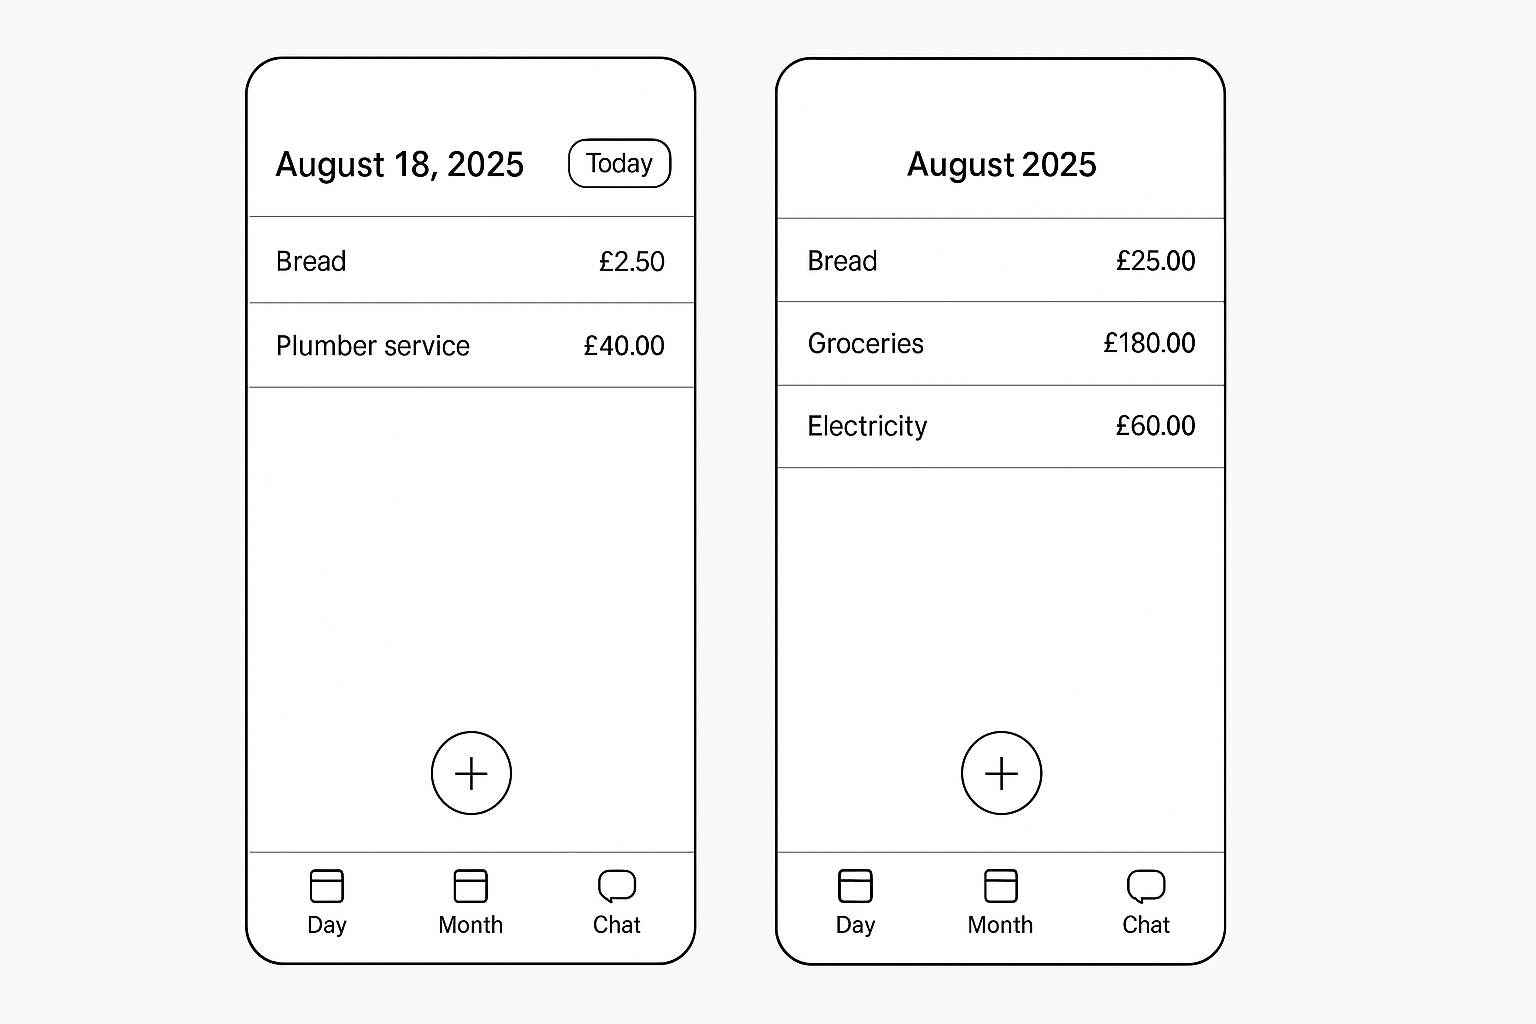 August 18, 2025
Today
Bread £2.50
Plumber service £40.00
Day Month Chat
August 2025
Bread £25.00
Groceries £180.00
Electricity £60.00
Day Month Chat